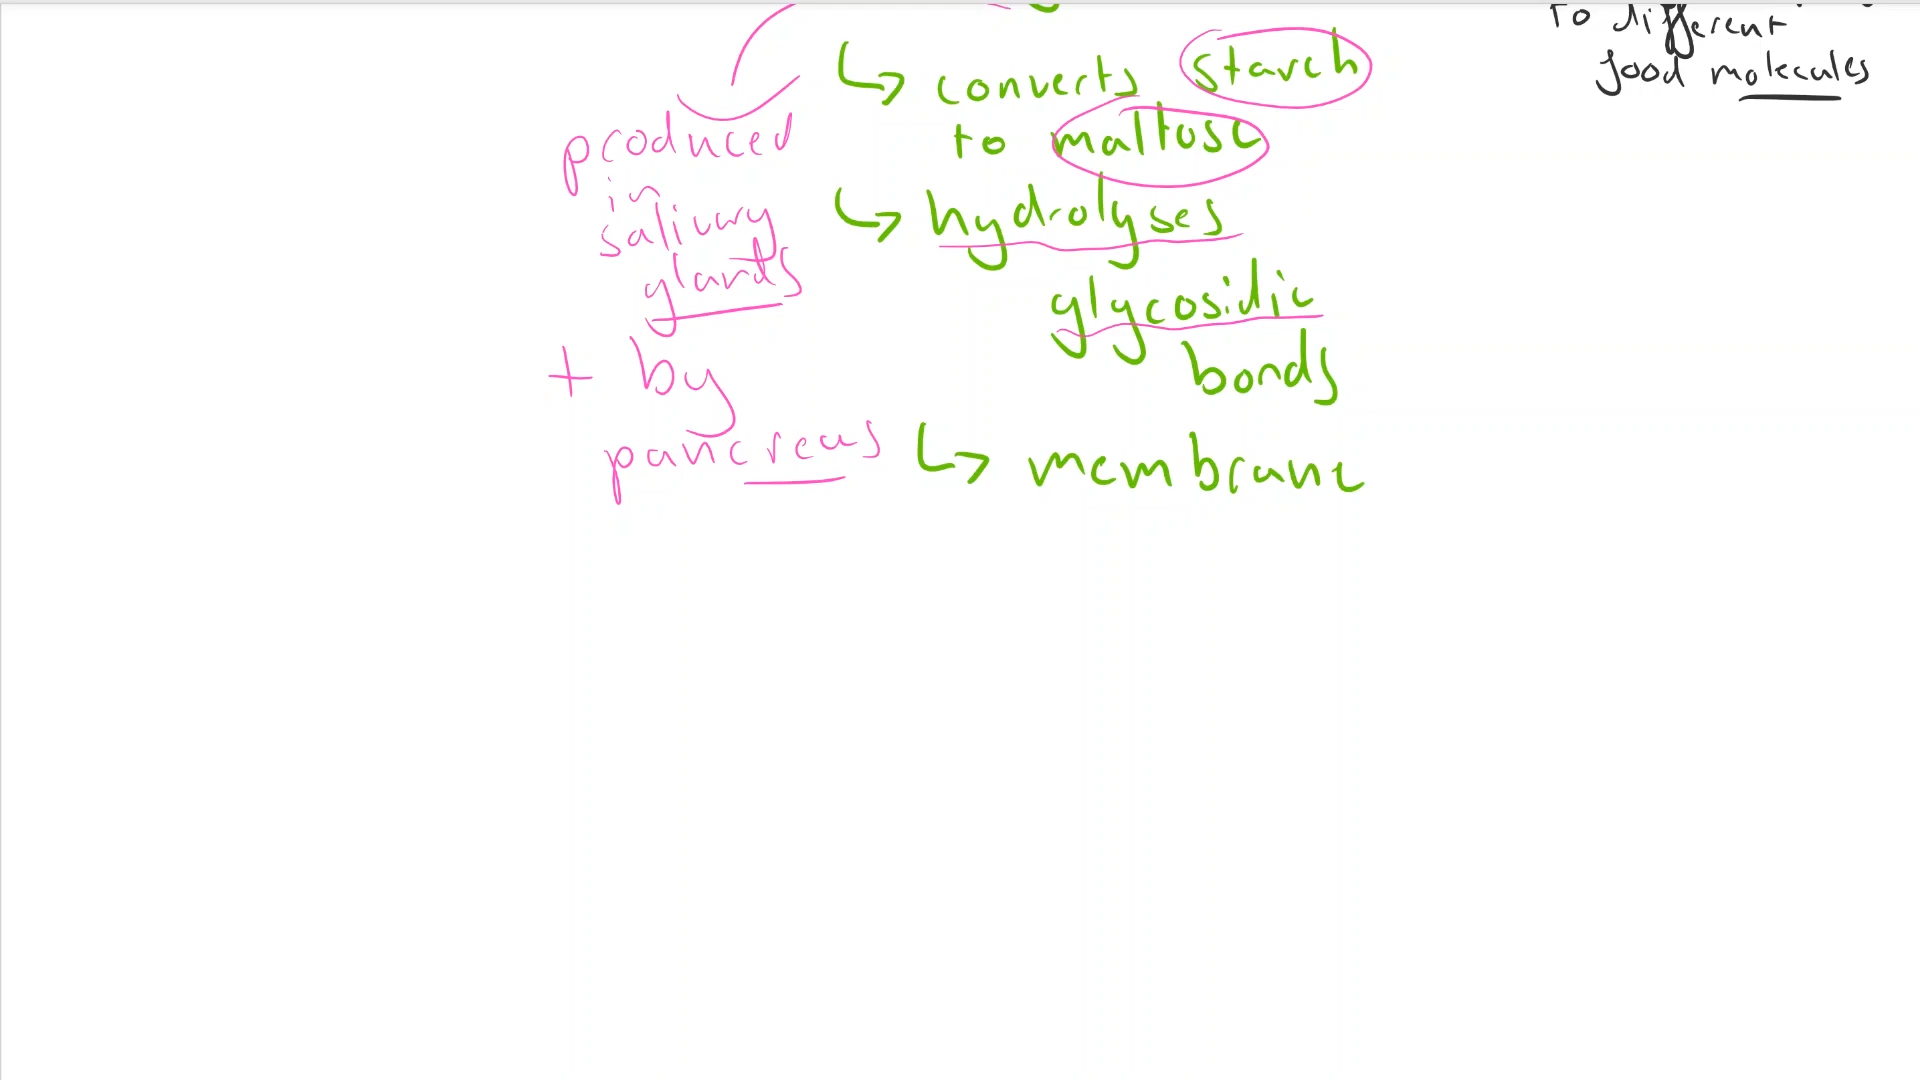 to different
food molecules
↳ converts starch
to maltose
↳ hydrolyses
glycosidic
bonds
↳ membrane
produced
in
salivary
glands
+ by
pancreas